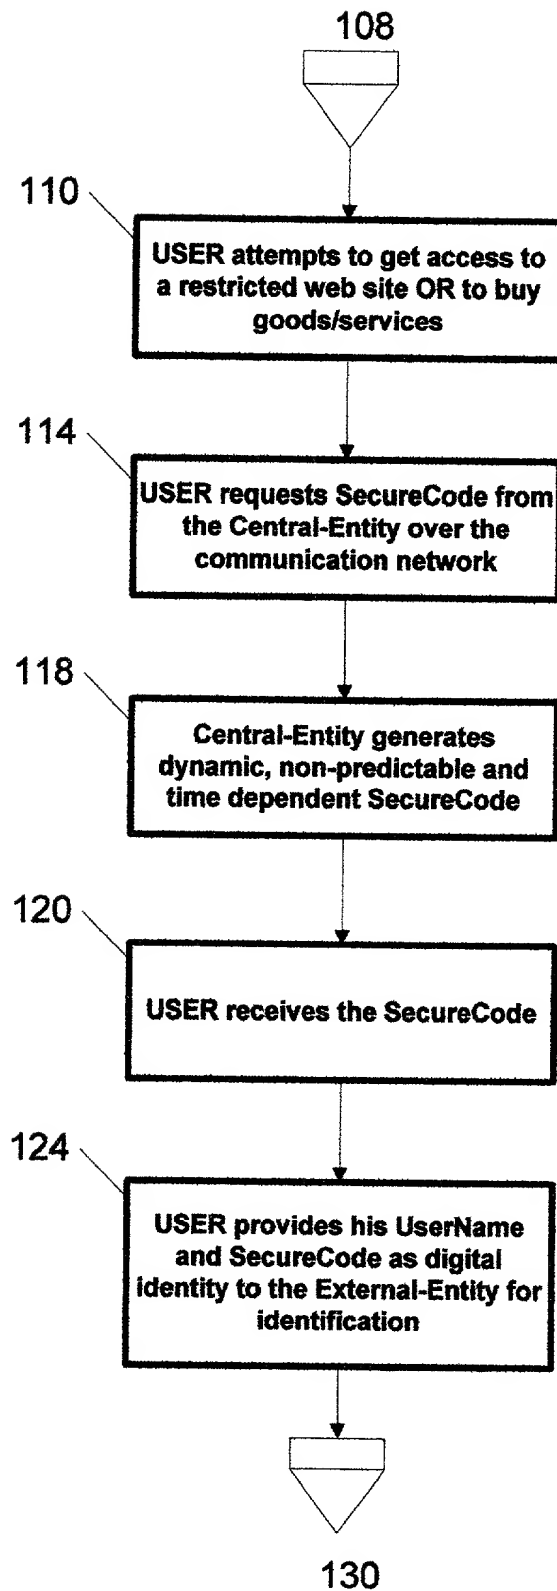 108
110
USER attempts to get access to
a restricted web site OR to buy
goods/services
114
USER requests SecureCode from
the Central-Entity over the
communication network
118
Central-Entity generates
dynamic, non-predictable and
time dependent SecureCode
120
USER receives the SecureCode
124
USER provides his UserName
and SecureCode as digital
identity to the External-Entity for
identification
130